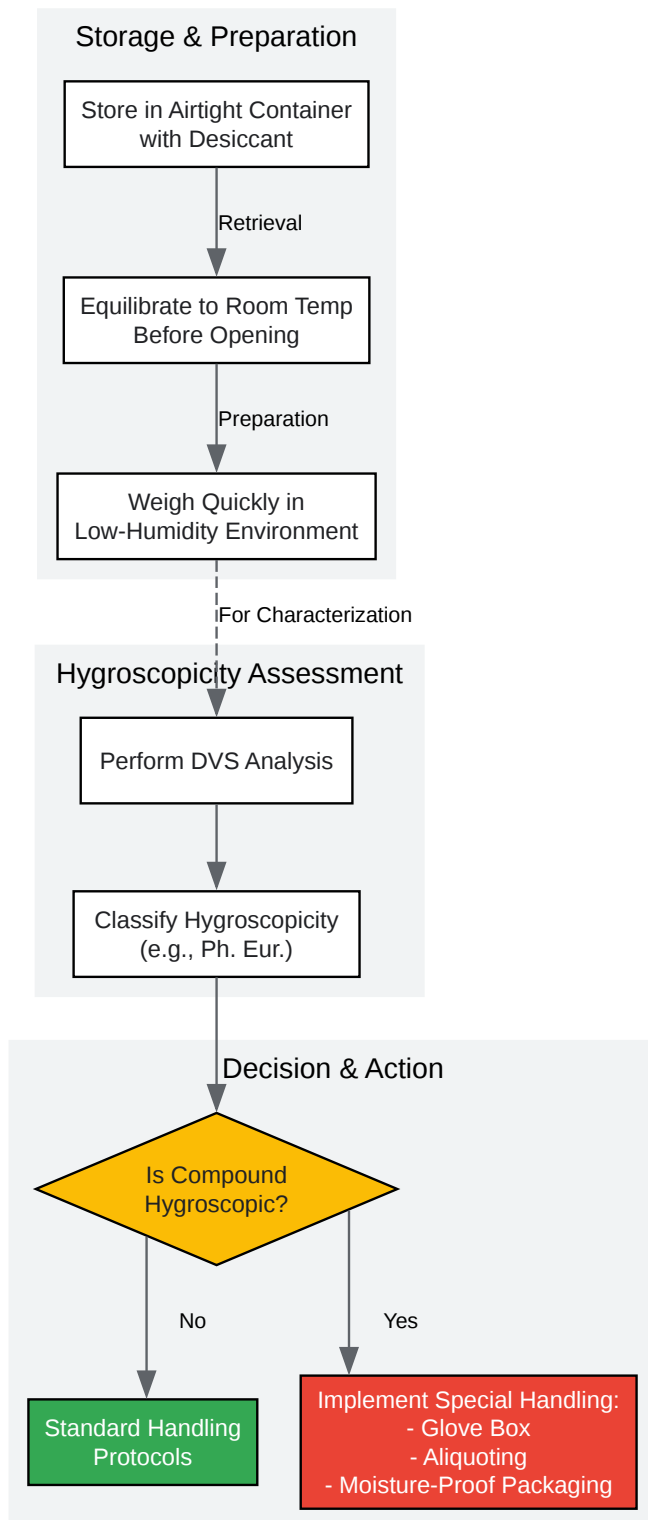 Storage & Preparation
Store in Airtight Container
with Desiccant
Retrieval
Equilibrate to Room Temp
Before Opening
Preparation
Weigh Quickly in
Low-Humidity Environment
For Characterization
Hygroscopicity Assessment
Perform DVS Analysis
Classify Hygroscopicity
(e.g., Ph. Eur.)
Decision & Action
Is Compound
Hygroscopic?
No
Yes
Standard Handling
Protocols
Implement Special Handling:
- Glove Box
- Aliquoting
- Moisture-Proof Packaging